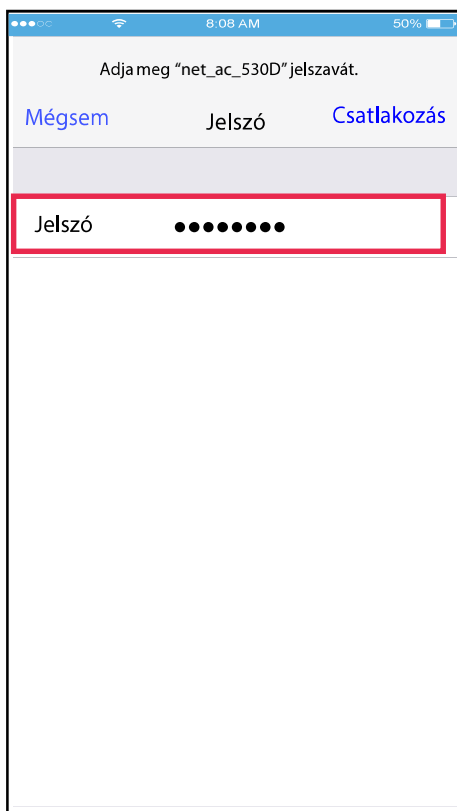 8:08 AM 50%
Adja meg “net_ac_530D” jelszavát.
Mégsem Jelszó Csatlakozás
Jelszó ●●●●●●●●